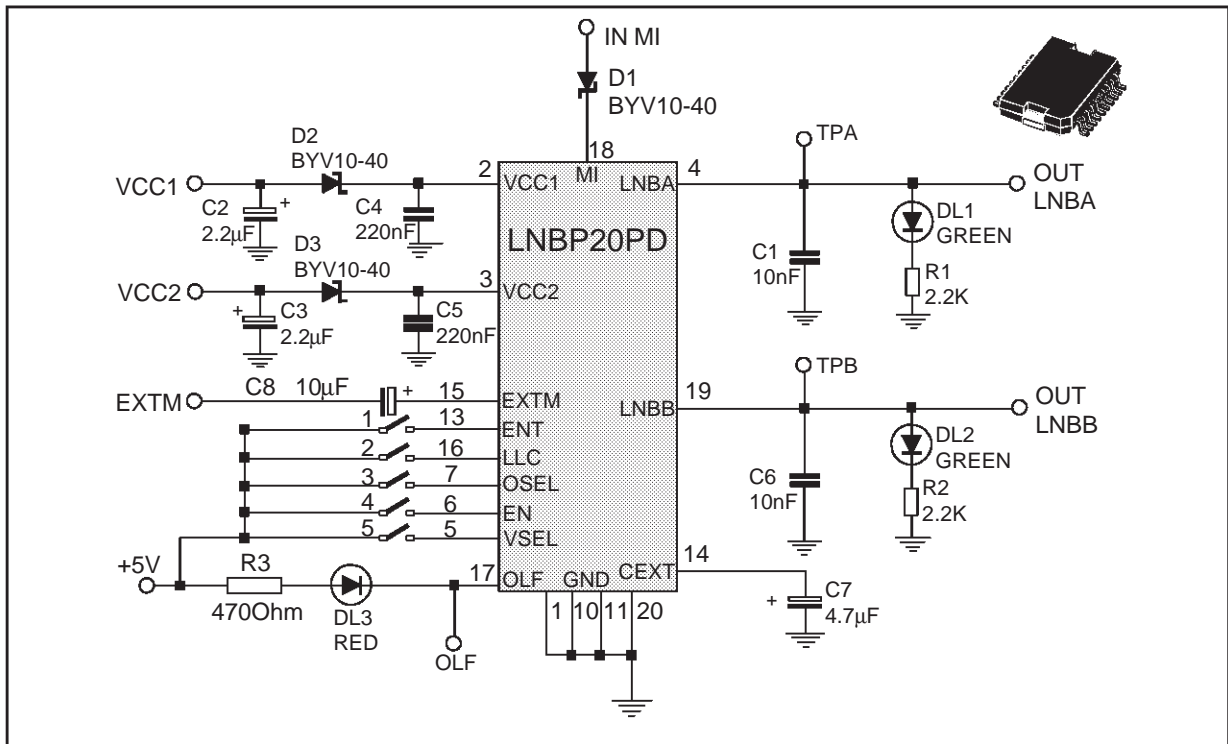 IN MI
D1
BYV10-40
18
MI
TPA
D2
BYV10-40
VCC1
2
VCC1
LNBA
4
OUT
LNBA
C2
+
2.2µF
C4
220nF
LNBP20PD
C1
10nF
DL1
GREEN
R1
2.2K
D3
BYV10-40
VCC2
3
VCC2
C3
+
2.2µF
C5
220nF
TPB
EXTM
C8
10µF
+
15
EXTM
LNBB
19
OUT
LNBB
1
13
ENT
2
16
LLC
3
7
OSEL
4
6
EN
5
5
VSEL
C6
10nF
DL2
GREEN
R2
2.2K
+5V
R3
470Ohm
DL3
RED
OLF
17
OLF
GND
CEXT
14
1
10
11
20
+
C7
4.7µF